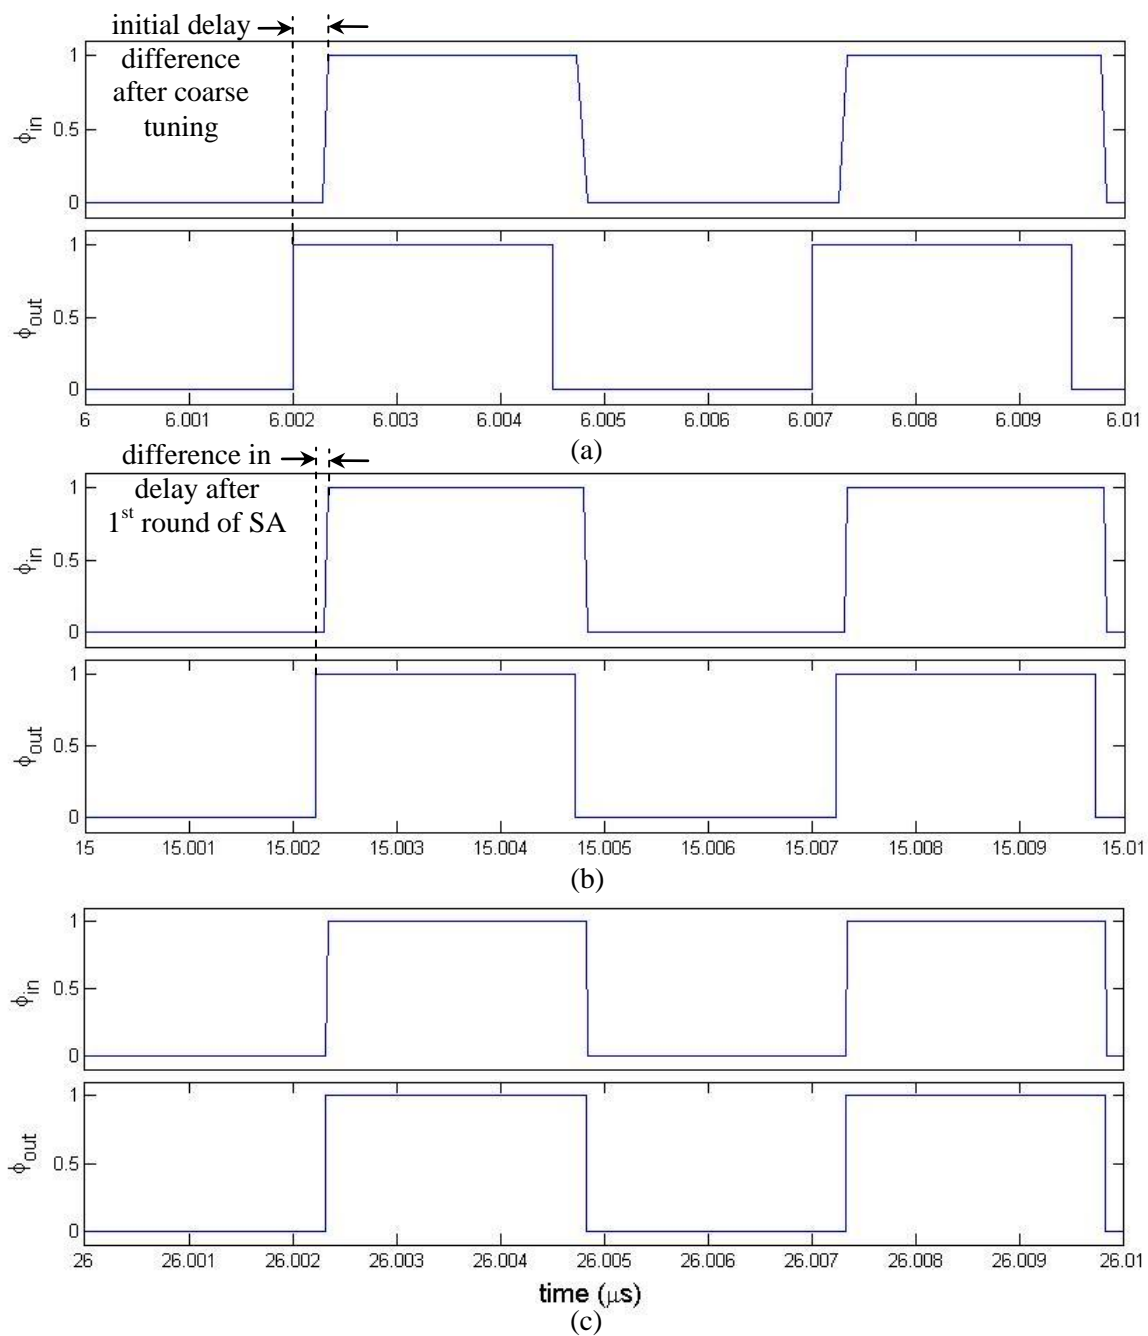 initial delay
difference
after coarse
tuning
1
0.5
0
ϕin
1
0.5
0
ϕout
6 6.001 6.002 6.003 6.004 6.005 6.006 6.007 6.008 6.009 6.01
(a)
difference in
delay after
1st round of SA
1
0.5
0
ϕin
1
0.5
0
ϕout
15 15.001 15.002 15.003 15.004 15.005 15.006 15.007 15.008 15.009 15.01
(b)
1
0.5
0
ϕin
1
0.5
0
ϕout
26 26.001 26.002 26.003 26.004 26.005 26.006 26.007 26.008 26.009 26.01
time (μs)
(c)